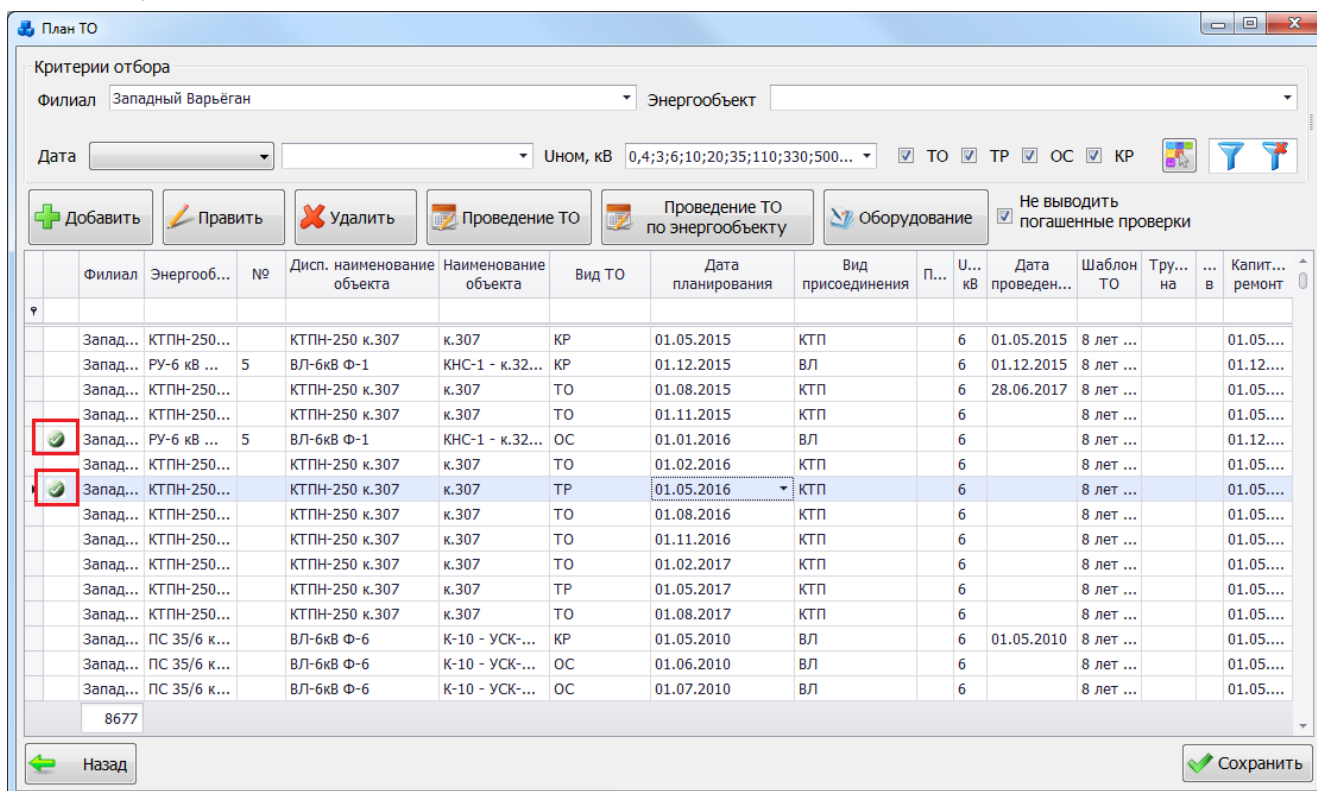 План ТО
Критерии отбора
Филиал Западный Варьёган Энергообъект
Дата Uном, кВ 0,4;3;6;10;20;35;110;330;500... ТО ТР ОС КР
Добавить Править Удалить Проведение ТО Проведение ТО по энергообъекту Оборудование Не выводить погашенные проверки
Филиал Энергооб... № Дисп. наименование объекта Наименование объекта Вид ТО Дата планирования Вид присоединения П... U... кВ Дата проведен... Шаблон ТО Тру... на ... в Капит... ремонт
Запад... КТПН-250... КТПН-250 к.307 к.307 КР 01.05.2015 КТП 6 01.05.2015 8 лет ... 01.05....
Запад... РУ-6 кВ ... 5 ВЛ-6кВ Ф-1 КНС-1 - к.32... КР 01.12.2015 ВЛ 6 01.12.2015 8 лет ... 01.12....
Запад... КТПН-250... КТПН-250 к.307 к.307 ТО 01.08.2015 КТП 6 28.06.2017 8 лет ... 01.05....
Запад... КТПН-250... КТПН-250 к.307 к.307 ТО 01.11.2015 КТП 6 8 лет ... 01.05....
Запад... РУ-6 кВ ... 5 ВЛ-6кВ Ф-1 КНС-1 - к.32... ОС 01.01.2016 ВЛ 6 8 лет ... 01.12....
Запад... КТПН-250... КТПН-250 к.307 к.307 ТО 01.02.2016 КТП 6 8 лет ... 01.05....
Запад... КТПН-250... КТПН-250 к.307 к.307 ТР 01.05.2016 КТП 6 8 лет ... 01.05....
Запад... КТПН-250... КТПН-250 к.307 к.307 ТО 01.08.2016 КТП 6 8 лет ... 01.05....
Запад... КТПН-250... КТПН-250 к.307 к.307 ТО 01.11.2016 КТП 6 8 лет ... 01.05....
Запад... КТПН-250... КТПН-250 к.307 к.307 ТО 01.02.2017 КТП 6 8 лет ... 01.05....
Запад... КТПН-250... КТПН-250 к.307 к.307 ТР 01.05.2017 КТП 6 8 лет ... 01.05....
Запад... КТПН-250... КТПН-250 к.307 к.307 ТО 01.08.2017 КТП 6 8 лет ... 01.05....
Запад... ПС 35/6 к... ВЛ-6кВ Ф-6 К-10 - УСК-... КР 01.05.2010 ВЛ 6 01.05.2010 8 лет ... 01.05....
Запад... ПС 35/6 к... ВЛ-6кВ Ф-6 К-10 - УСК-... ОС 01.06.2010 ВЛ 6 8 лет ... 01.05....
Запад... ПС 35/6 к... ВЛ-6кВ Ф-6 К-10 - УСК-... ОС 01.07.2010 ВЛ 6 8 лет ... 01.05....
8677
Назад Сохранить